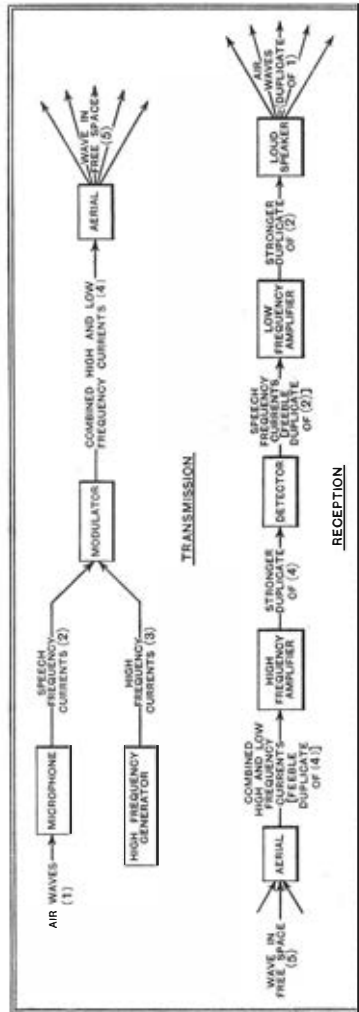 AIR WAVES
(1)
MICROPHONE
SPEECH
FREQUENCY
CURRENTS (2)
HIGH FREQUENCY
GENERATOR
HIGH
FREQUENCY
CURRENTS (3)
MODULATOR
COMBINED HIGH AND LOW
FREQUENCY CURRENTS (4)
AERIAL
WAVE IN
FREE SPACE
(5)
TRANSMISSION
WAVE IN
FREE SPACE
(5)
AERIAL
COMBINED
HIGH AND LOW
FREQUENCY
CURRENTS
[FEEBLE
DUPLICATE
OF (4)]
HIGH
FREQUENCY
AMPLIFIER
STRONGER
DUPLICATE
OF (4)
DETECTOR
SPEECH
FREQUENCY
CURRENTS
[FEEBLE
DUPLICATE
OF (2)]
LOW
FREQUENCY
AMPLIFIER
STRONGER
DUPLICATE
OF (2)
LOUD
SPEAKER
AIR
WAVES
(DUPLICATE
OF 1)
RECEPTION